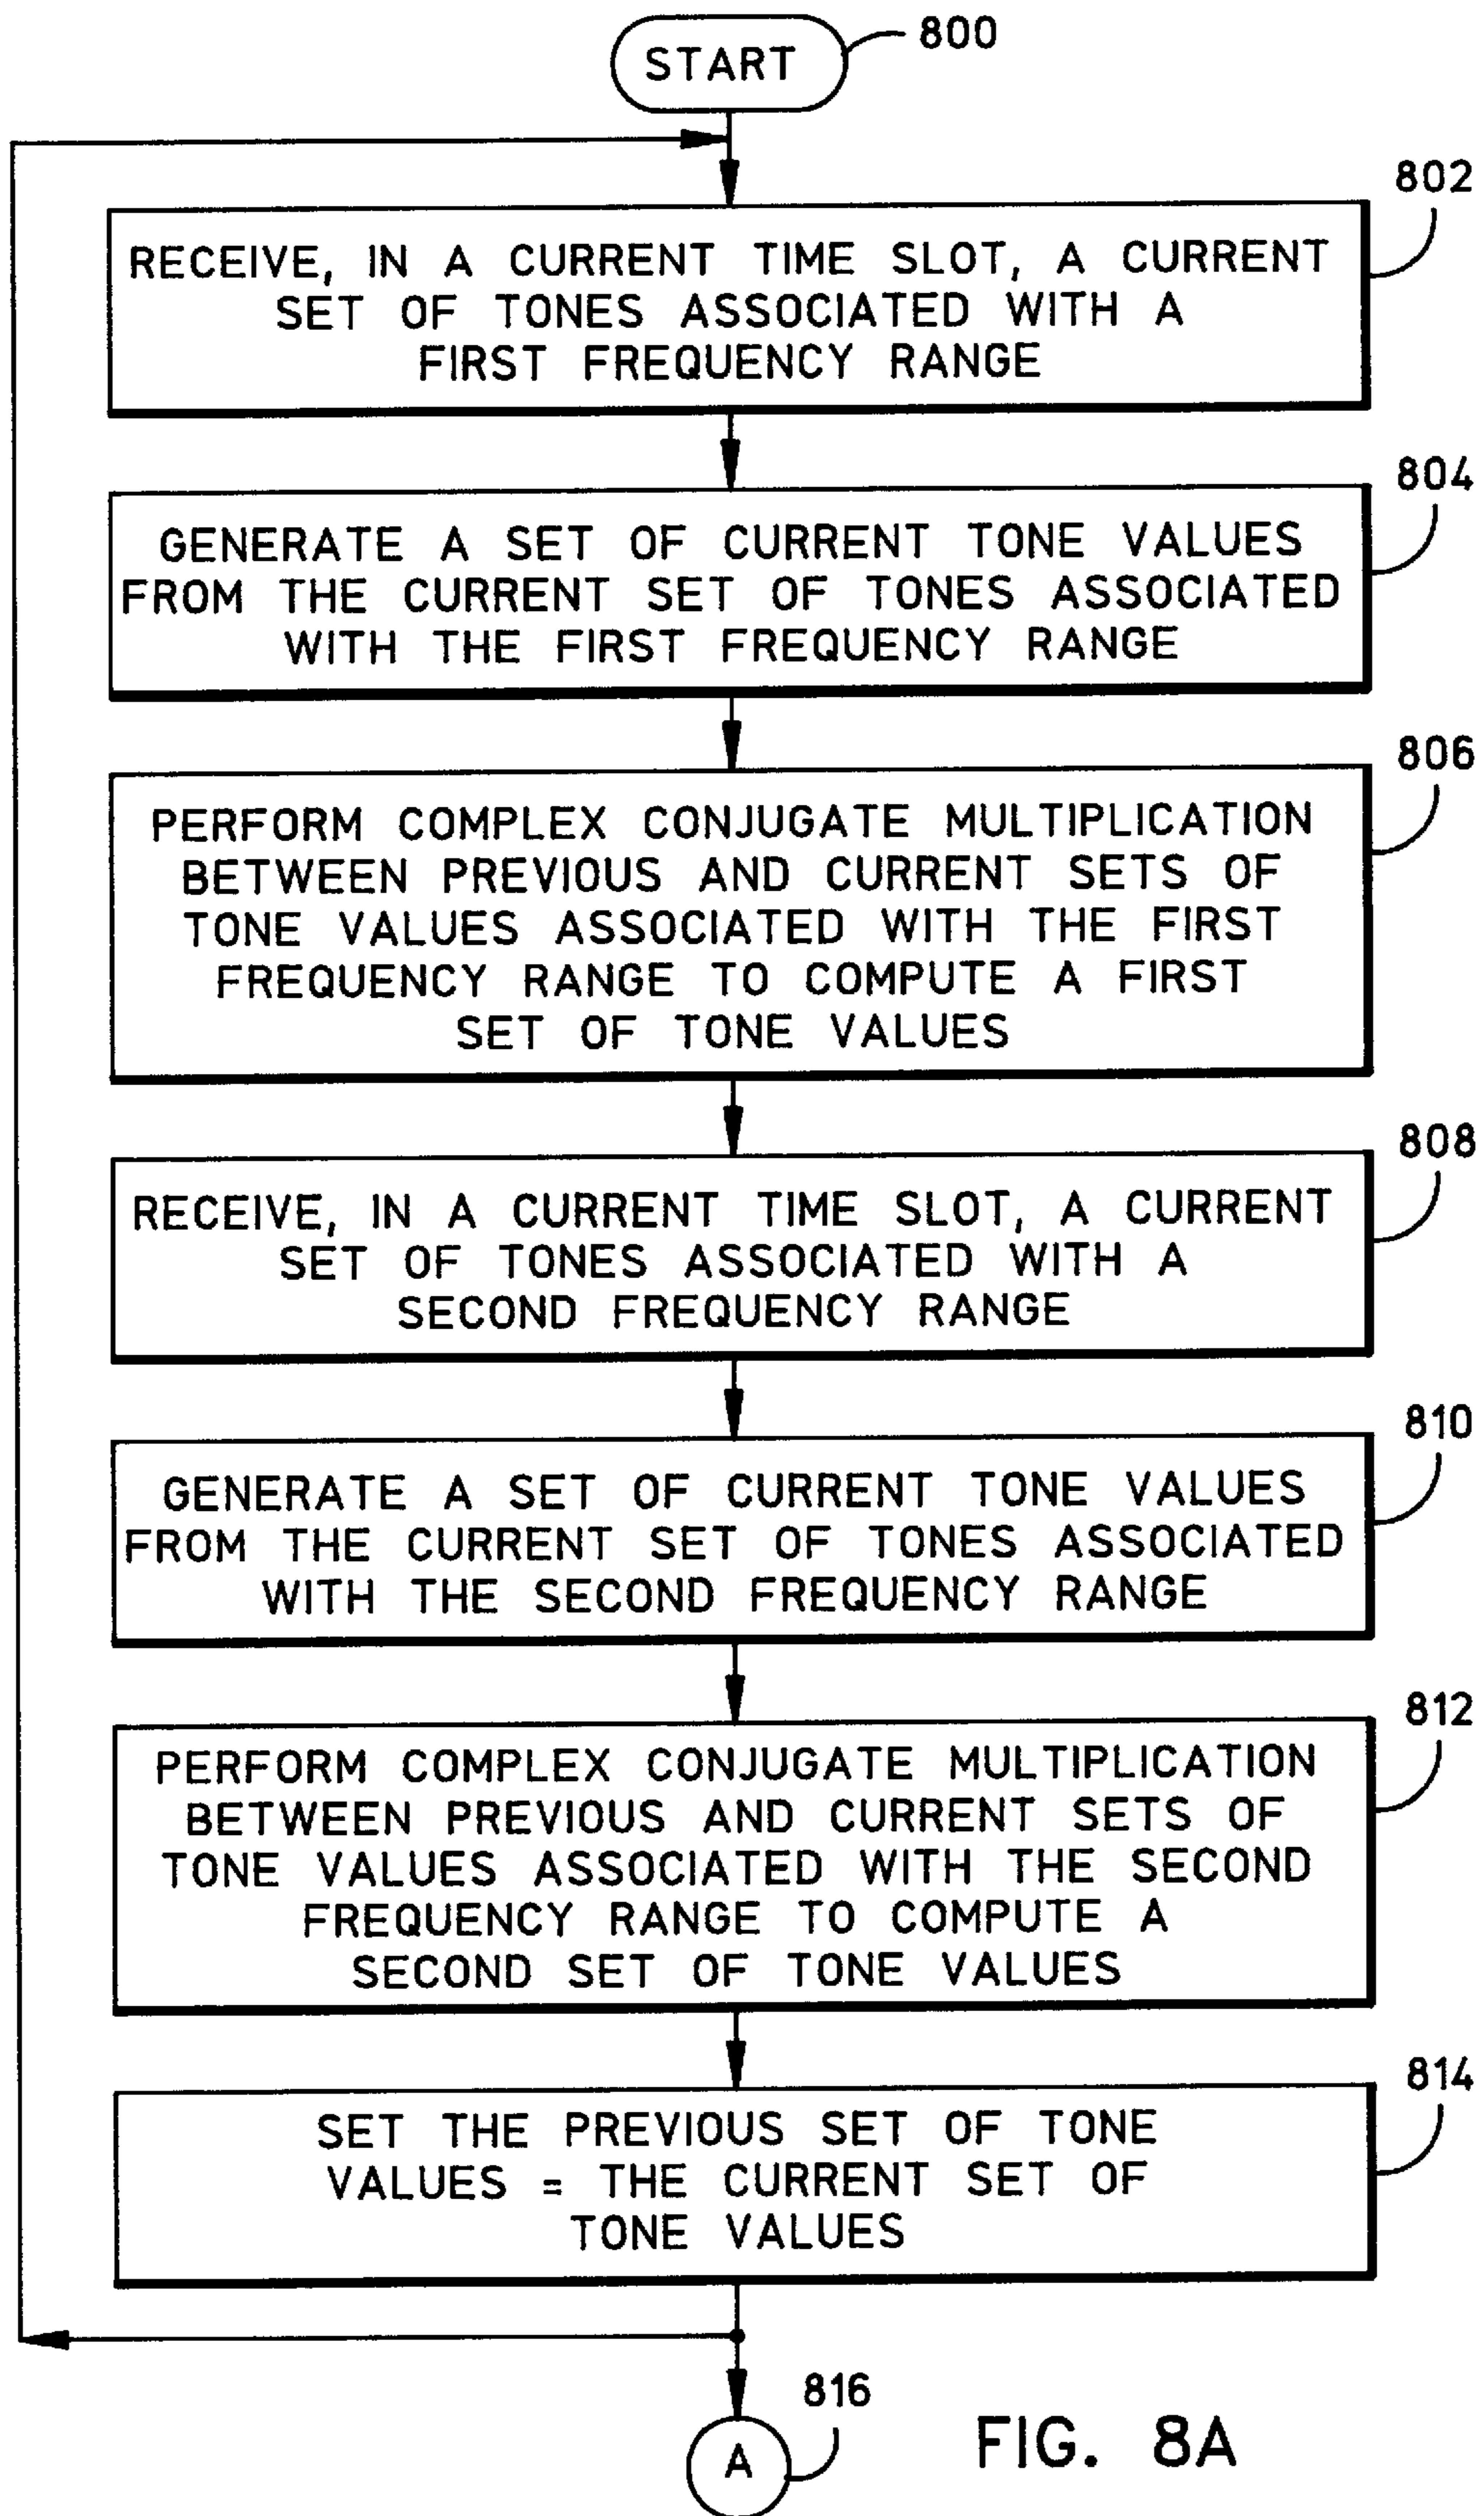 START
800
802
RECEIVE, IN A CURRENT TIME SLOT, A CURRENT
SET OF TONES ASSOCIATED WITH A
FIRST FREQUENCY RANGE
804
GENERATE A SET OF CURRENT TONE VALUES
FROM THE CURRENT SET OF TONES ASSOCIATED
WITH THE FIRST FREQUENCY RANGE
806
PERFORM COMPLEX CONJUGATE MULTIPLICATION
BETWEEN PREVIOUS AND CURRENT SETS OF
TONE VALUES ASSOCIATED WITH THE FIRST
FREQUENCY RANGE TO COMPUTE A FIRST
SET OF TONE VALUES
808
RECEIVE, IN A CURRENT TIME SLOT, A CURRENT
SET OF TONES ASSOCIATED WITH A
SECOND FREQUENCY RANGE
810
GENERATE A SET OF CURRENT TONE VALUES
FROM THE CURRENT SET OF TONES ASSOCIATED
WITH THE SECOND FREQUENCY RANGE
812
PERFORM COMPLEX CONJUGATE MULTIPLICATION
BETWEEN PREVIOUS AND CURRENT SETS OF
TONE VALUES ASSOCIATED WITH THE SECOND
FREQUENCY RANGE TO COMPUTE A
SECOND SET OF TONE VALUES
814
SET THE PREVIOUS SET OF TONE
VALUES = THE CURRENT SET OF
TONE VALUES
816
A
FIG. 8A